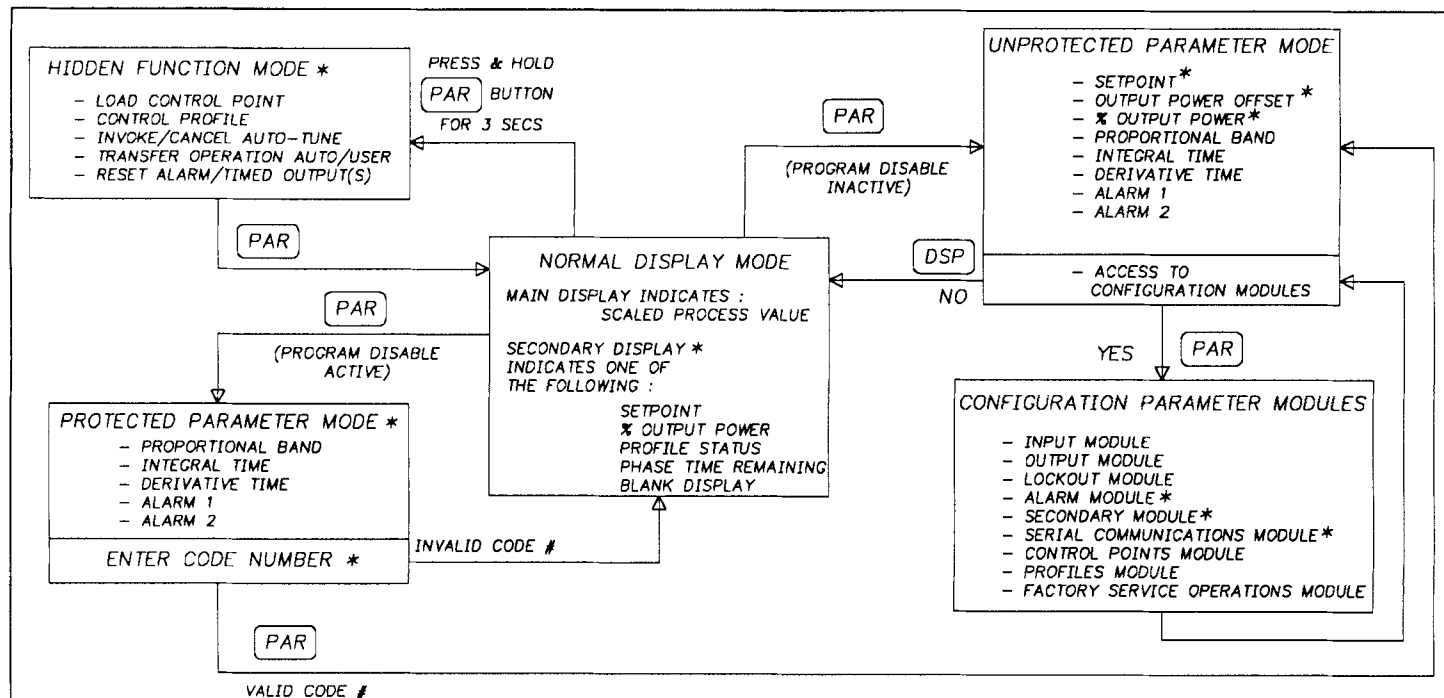 HIDDEN FUNCTION MODE *
- LOAD CONTROL POINT
- CONTROL PROFILE
- INVOKE/CANCEL AUTO-TUNE
- TRANSFER OPERATION AUTO/USER
- RESET ALARM/TIMED OUTPUT(S)
PRESS & HOLD
PAR BUTTON
FOR 3 SECS
PAR
(PROGRAM DISABLE
INACTIVE)
UNPROTECTED PARAMETER MODE
- SETPOINT *
- OUTPUT POWER OFFSET *
- % OUTPUT POWER *
- PROPORTIONAL BAND
- INTEGRAL TIME
- DERIVATIVE TIME
- ALARM 1
- ALARM 2
- ACCESS TO
CONFIGURATION MODULES
PAR
DSP
NO
NORMAL DISPLAY MODE
MAIN DISPLAY INDICATES :
SCALED PROCESS VALUE
SECONDARY DISPLAY *
INDICATES ONE OF
THE FOLLOWING :
SETPOINT
% OUTPUT POWER
PROFILE STATUS
PHASE TIME REMAINING
BLANK DISPLAY
PAR
(PROGRAM DISABLE
ACTIVE)
YES
PAR
PROTECTED PARAMETER MODE *
- PROPORTIONAL BAND
- INTEGRAL TIME
- DERIVATIVE TIME
- ALARM 1
- ALARM 2
ENTER CODE NUMBER *
INVALID CODE #
CONFIGURATION PARAMETER MODULES
- INPUT MODULE
- OUTPUT MODULE
- LOCKOUT MODULE
- ALARM MODULE *
- SECONDARY MODULE *
- SERIAL COMMUNICATIONS MODULE *
- CONTROL POINTS MODULE
- PROFILES MODULE
- FACTORY SERVICE OPERATIONS MODULE
PAR
VALID CODE #